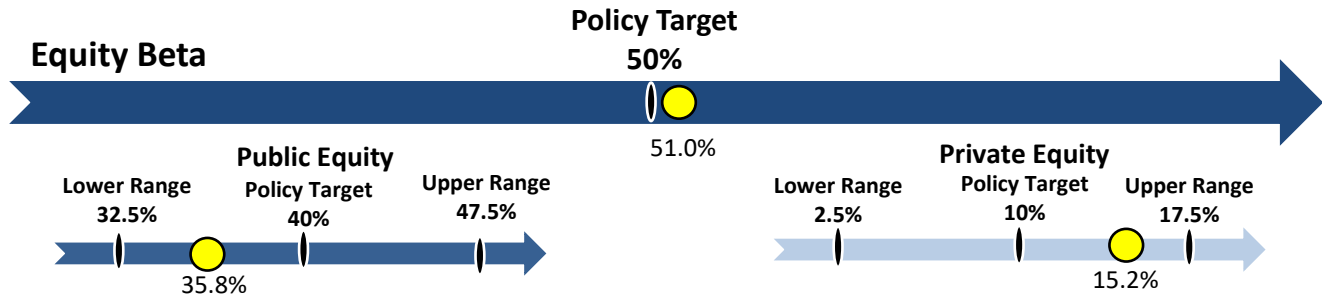 Policy Target
50%
Equity Beta
51.0%
Public Equity
Lower Range
32.5%
Policy Target
40%
Upper Range
47.5%
35.8%
Private Equity
Lower Range
2.5%
Policy Target
10%
Upper Range
17.5%
15.2%